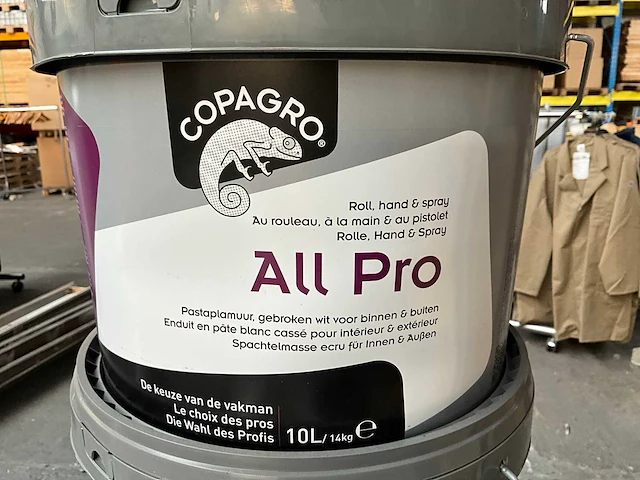 COPAGRO®
Roll, hand & spray
Au rouleau, à la main & au pistolet
Rolle, Hand & Spray
All Pro
Pastaplamuur, gebroken wit voor binnen & buiten
Enduit en pâte blanc cassé pour intérieur & extérieur
Spachtelmasse ecru für Innen & Außen
De keuze van de vakman
Le choix des pros
Die Wahl des Profis
10L/14kg ℮